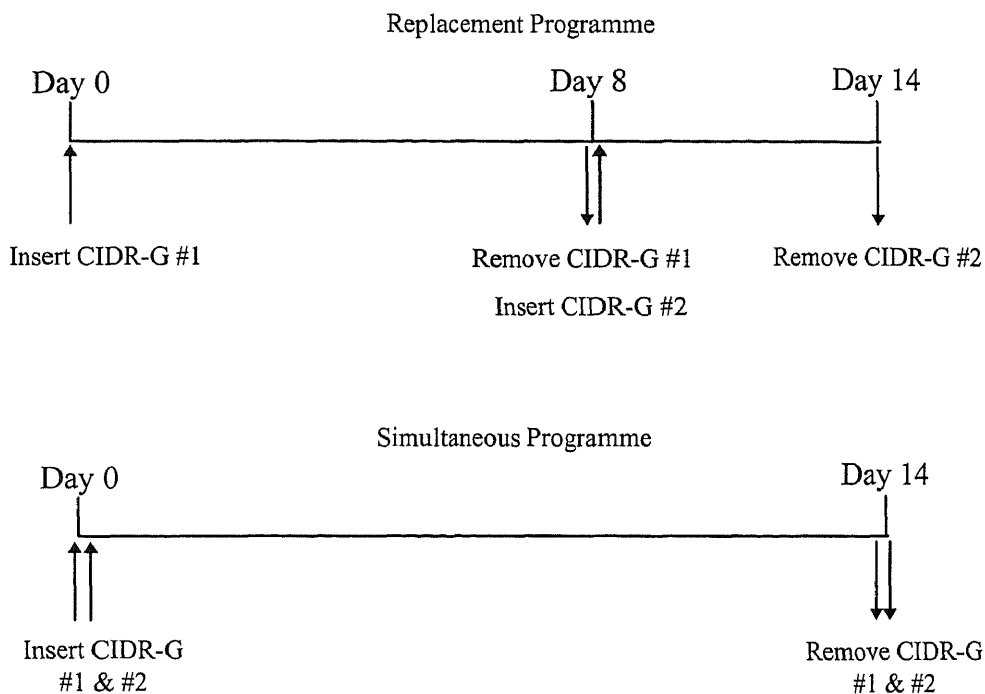 Replacement Programme
Day 0
Day 8
Day 14
Insert CIDR-G #1
Remove CIDR-G #1
Remove CIDR-G #2
Insert CIDR-G #2
Simultaneous Programme
Day 0
Day 14
Insert CIDR-G
#1 & #2
Remove CIDR-G
#1 & #2